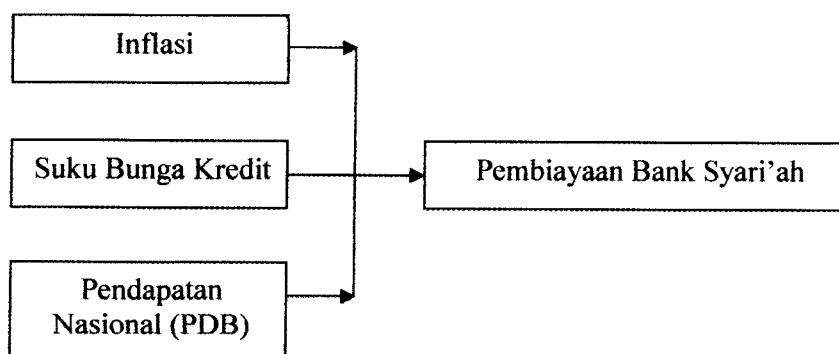 Inflasi
Suku Bunga Kredit
Pembiayaan Bank Syari'ah
Pendapatan
Nasional (PDB)